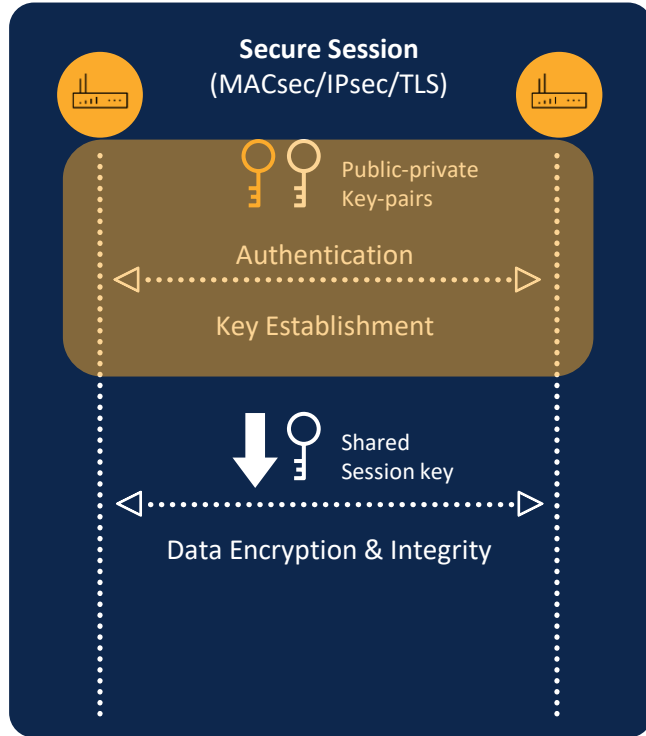 Secure Session
(MACsec/IPsec/TLS)
Public-private
Key-pairs
Authentication
Key Establishment
Shared
Session key
Data Encryption & Integrity